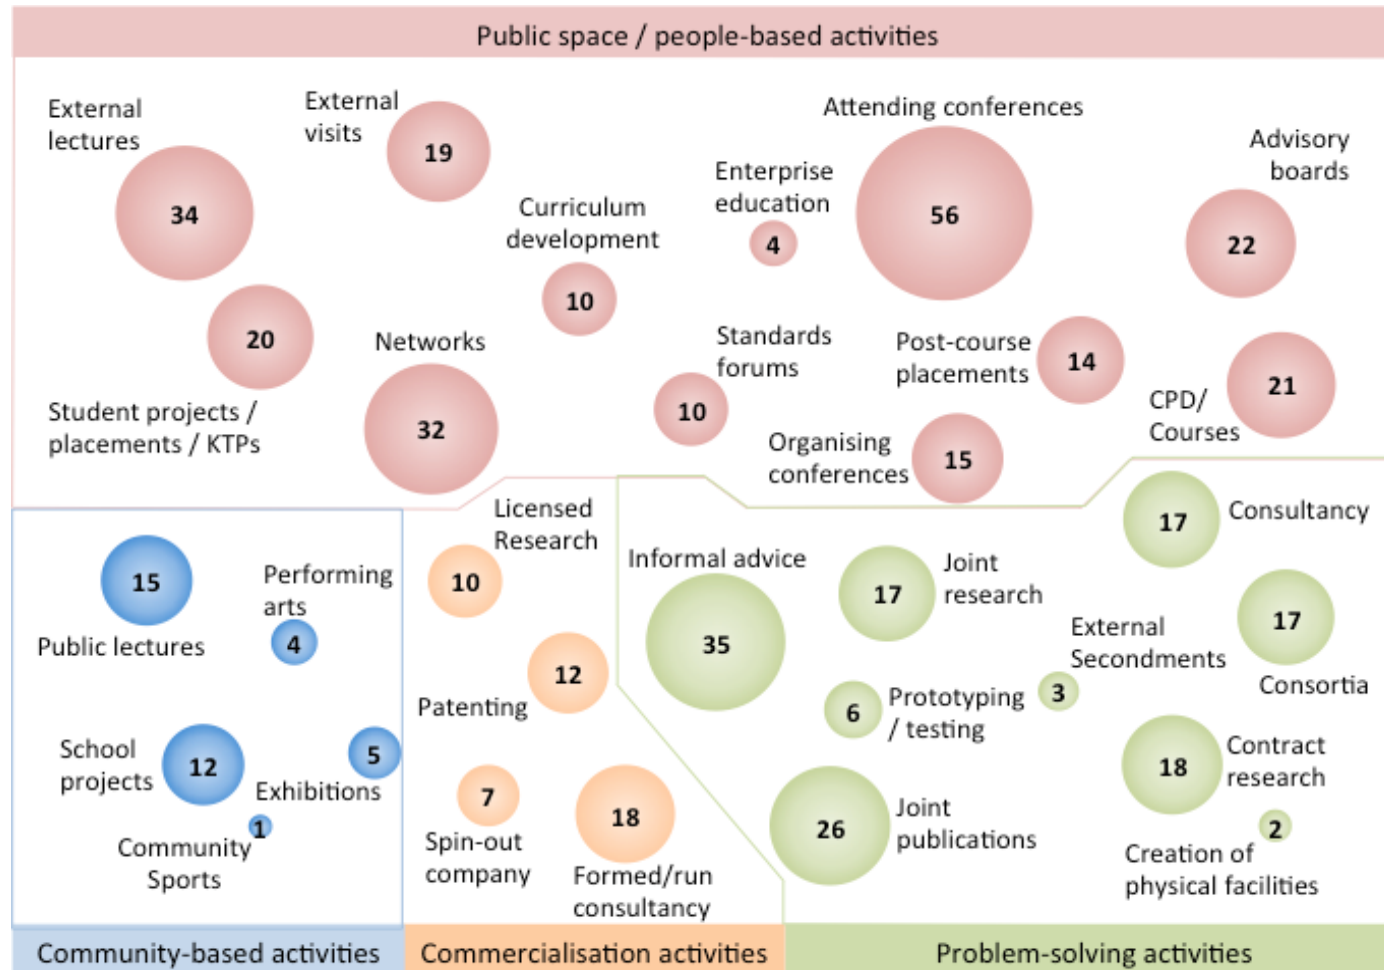 Public space / people-based activities
External
lectures
34
External
visits
19
Curriculum
development
10
Enterprise
education
4
Attending conferences
56
Advisory
boards
22
20
Student projects /
placements / KTPs
Networks
32
Standards
forums
10
Post-course
placements
14
Organising
conferences
15
CPD/
Courses
21
15
Public lectures
Performing
arts
4
School
projects
12
5
Exhibitions
1
Community
Sports
Community-based activities
Licensed
Research
10
12
Patenting
7
Spin-out
company
18
Formed/run
consultancy
Commercialisation activities
Informal advice
35
17
Joint
research
17
Consultancy
17
Consortia
External
Secondments
3
6
Prototyping
/ testing
18
Contract
research
26
Joint
publications
2
Creation of
physical facilities
Problem-solving activities